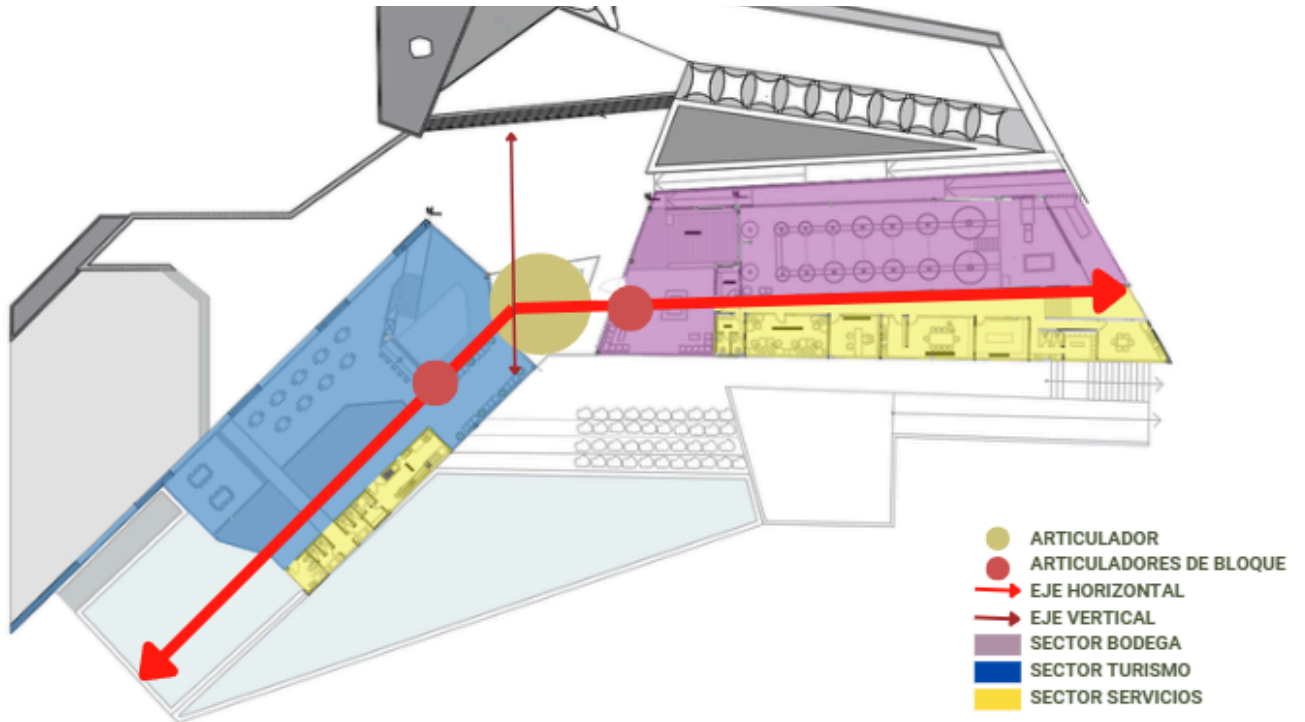 ARTICULADOR
ARTICULADORES DE BLOQUE
EJE HORIZONTAL
EJE VERTICAL
SECTOR BODEGA
SECTOR TURISMO
SECTOR SERVICIOS